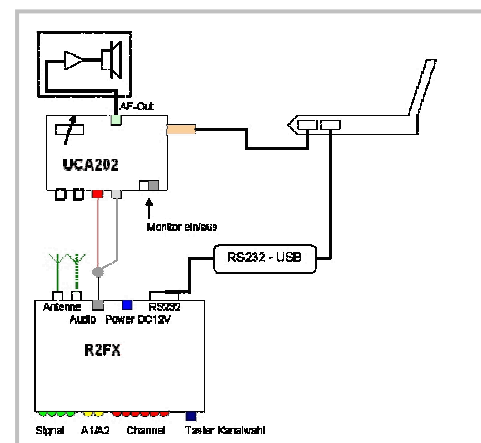 AF-Out
UCA202
Monitor ein/aus
RS232 - USB
Antenne
RS232
Audio
Power DC12V
R2FX
Signal
A1/A2
Channel
Taster Kanalwahl